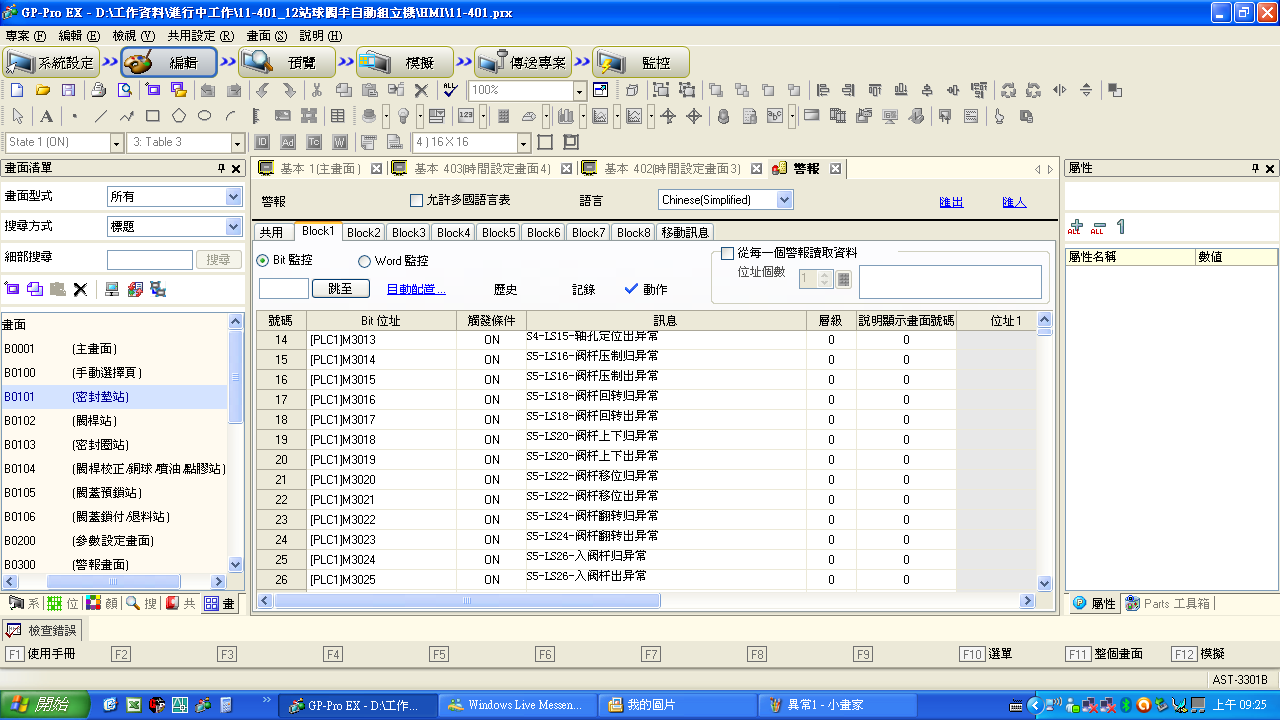 GP-Pro EX - D:\工作資料\進行中工作\11-401_12站球閥半自動組立機\HMI\11-401.prx
專案 (F) 編輯 (E) 檢視 (Y) 共用設定 (R) 畫面 (S) 說明 (H)
系統設定 編輯 預覽 模擬 傳送專案 監控
100%
State 1 (ON) 3: Table 3 ID Ad Tc W 4 ) 16 X 16
畫面清單
畫面型式 所有
搜尋方式 標題
細部搜尋 搜尋
畫面
B0001 (主畫面)
B0100 (手動選擇頁)
B0101 (密封墊站)
B0102 (閥桿站)
B0103 (密封圈站)
B0104 (閥桿校正/銅球/噴油/點膠站)
B0105 (閥蓋預鎖站)
B0106 (閥蓋鎖付/退料站)
B0200 (參數設定畫面)
B0300 (警報畫面)
系 位 顏 搜 共 畫
基本 1(主畫面) 基本 403(時間設定畫面4) 基本 402(時間設定畫面3) 警報
警報 允許多國語言表 語言 Chinese(Simplified) 匯出 匯入
共用 Block1 Block2 Block3 Block4 Block5 Block6 Block7 Block8 移動訊息
Bit 監控 Word 監控
跳至 自動配置... 歷史 記錄 動作
從每一個警報讀取資料
位址個數 1
號碼 Bit 位址 觸發條件 訊息 層級 說明顯示畫面號碼 位址 1
14 [PLC1]M3013 ON S4-LS15-軸孔定位出异常 0 0
15 [PLC1]M3014 ON S5-LS16-阀杆压制归异常 0 0
16 [PLC1]M3015 ON S5-LS16-阀杆压制出异常 0 0
17 [PLC1]M3016 ON S5-LS18-阀杆回转归异常 0 0
18 [PLC1]M3017 ON S5-LS18-阀杆回转出异常 0 0
19 [PLC1]M3018 ON S5-LS20-阀杆上下归异常 0 0
20 [PLC1]M3019 ON S5-LS20-阀杆上下出异常 0 0
21 [PLC1]M3020 ON S5-LS22-阀杆移位归异常 0 0
22 [PLC1]M3021 ON S5-LS22-阀杆移位出异常 0 0
23 [PLC1]M3022 ON S5-LS24-阀杆翻转归异常 0 0
24 [PLC1]M3023 ON S5-LS24-阀杆翻转出异常 0 0
25 [PLC1]M3024 ON S5-LS26-入阀杆归异常 0 0
26 [PLC1]M3025 ON S5-LS26-入阀杆出异常 0 0
屬性
ALL ALL 1
屬性名稱 數值
屬性 Parts 工具箱
檢查錯誤
F1 使用手冊 F2 F3 F4 F5 F6 F7 F8 F9 F10 選單 F11 整個畫面 F12 模擬
AST-3301B
開始 GP-Pro EX - D:\工作... Windows Live Messen... 我的圖片 異常1 - 小畫家 上午 09:25